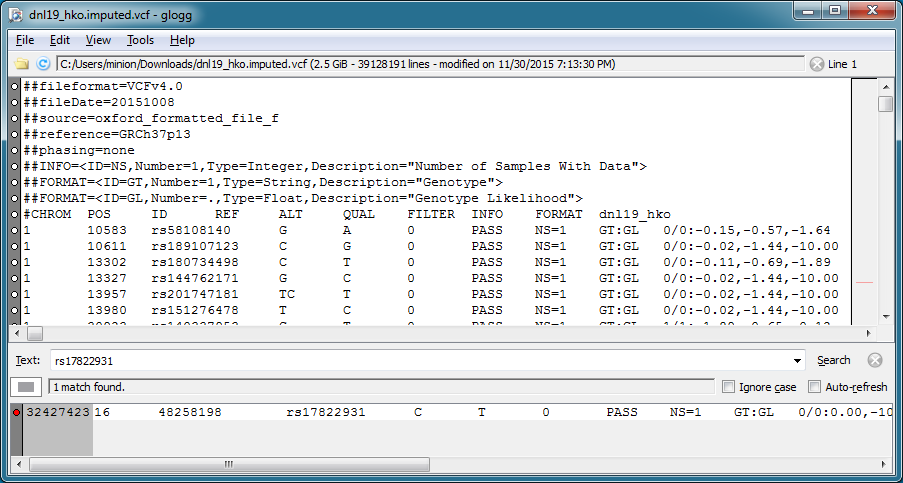 dnl19_hko.imputed.vcf - glogg
File Edit View Tools Help
C:/Users/minion/Downloads/dnl19_hko.imputed.vcf (2.5 GiB - 39128191 lines - modified on 11/30/2015 7:13:30 PM) Line 1
##fileformat=VCFv4.0
##fileDate=20151008
##source=oxford_formatted_file_f
##reference=GRCh37p13
##phasing=none
##INFO=<ID=NS,Number=1,Type=Integer,Description="Number of Samples With Data">
##FORMAT=<ID=GT,Number=1,Type=String,Description="Genotype">
##FORMAT=<ID=GL,Number=.,Type=Float,Description="Genotype Likelihood">
#CHROM POS ID REF ALT QUAL FILTER INFO FORMAT dnl19_hko
1 10583 rs58108140 G A 0 PASS NS=1 GT:GL 0/0:-0.15,-0.57,-1.64
1 10611 rs189107123 C G 0 PASS NS=1 GT:GL 0/0:-0.02,-1.44,-10.00
1 13302 rs180734498 C T 0 PASS NS=1 GT:GL 0/0:-0.11,-0.69,-1.89
1 13327 rs144762171 G C 0 PASS NS=1 GT:GL 0/0:-0.02,-1.44,-10.00
1 13957 rs201747181 TC T 0 PASS NS=1 GT:GL 0/0:-0.02,-1.44,-10.00
1 13980 rs151276478 T C 0 PASS NS=1 GT:GL 0/0:-0.02,-1.44,-10.00
Text: rs17822931 Search
1 match found. Ignore case Auto-refresh
32427423 16 48258198 rs17822931 C T 0 PASS NS=1 GT:GL 0/0:0.00,-10